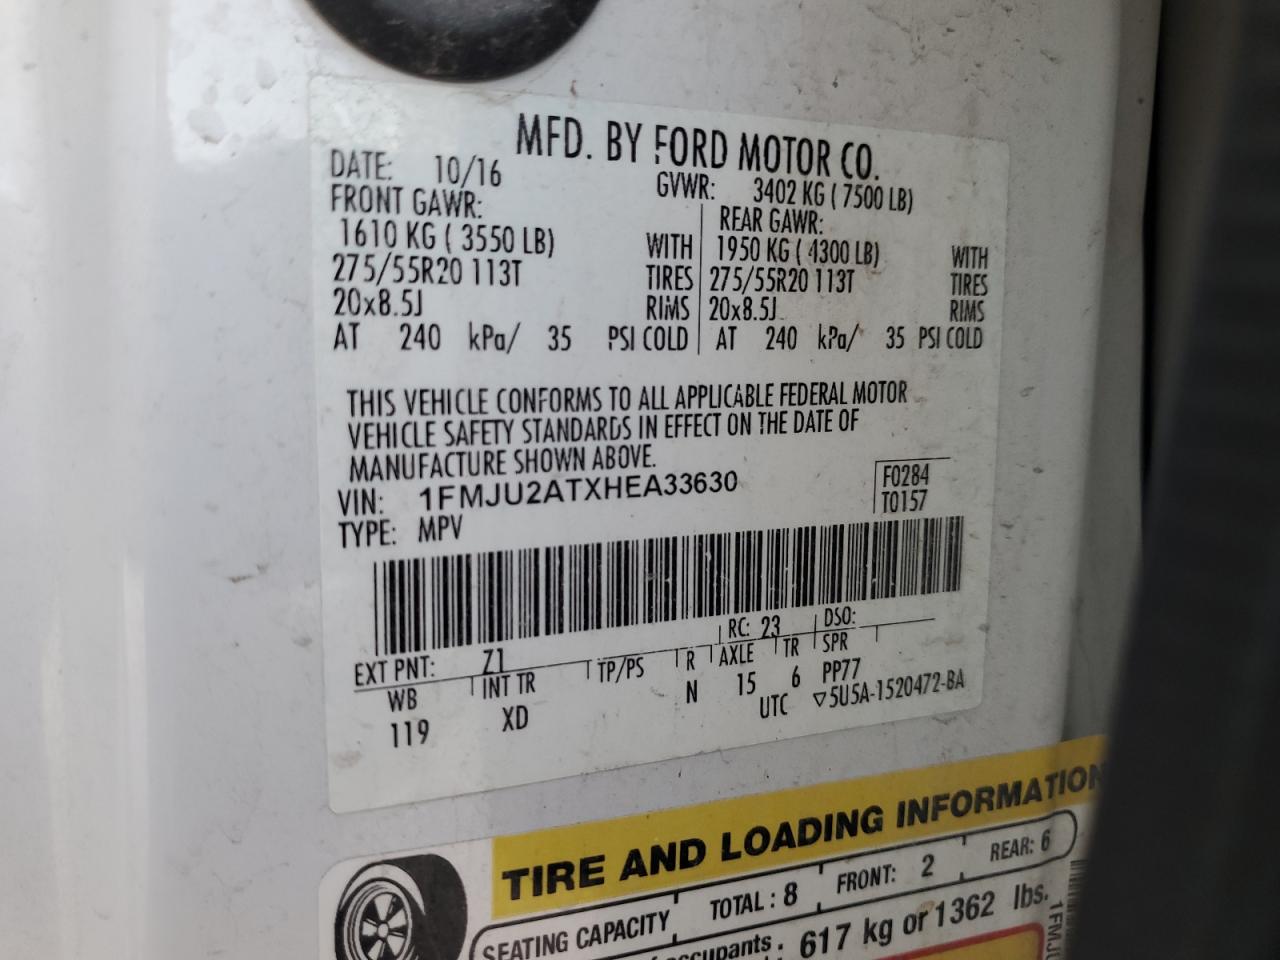 MFD. BY FORD MOTOR CO.
DATE: 10/16 GVWR: 3402 KG ( 7500 LB)
FRONT GAWR: REAR GAWR:
1610 KG ( 3550 LB) WITH 1950 KG ( 4300 LB) WITH
275/55R20 113T TIRES 275/55R20 113T TIRES
20x8.5J RIMS 20x8.5J RIMS
AT 240 kPa/ 35 PSI COLD AT 240 kPa/ 35 PSI COLD
THIS VEHICLE CONFORMS TO ALL APPLICABLE FEDERAL MOTOR
VEHICLE SAFETY STANDARDS IN EFFECT ON THE DATE OF
MANUFACTURE SHOWN ABOVE.
VIN: 1FMJU2ATXHEA33630 F0284
TYPE: MPV T0157
EXT PNT: Z1 RC: 23 DSO:
WB INT TR TP/PS R AXLE TR SPR
119 XD N 15 6 PP77
UTC ▽5U5A-1520472-BA
TIRE AND LOADING INFORMATION
SEATING CAPACITY TOTAL : 8 FRONT: 2 REAR: 6
617 kg or 1362 lbs.
1FMJU